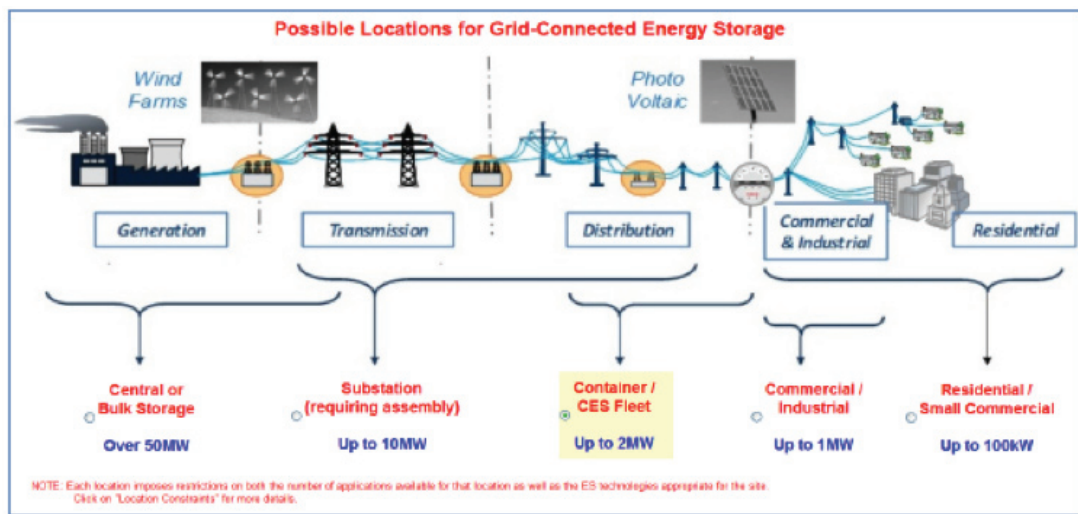 Possible Locations for Grid-Connected Energy Storage
Wind
Farms
Photo
Voltaic
Generation
Transmission
Distribution
Commercial
& Industrial
Residential
Central or
Bulk Storage
Over 50MW
Substation
(requiring assembly)
Up to 10MW
Container /
CES Fleet
Up to 2MW
Commercial /
Industrial
Up to 1MW
Residential /
Small Commercial
Up to 100kW
NOTE: Each location imposes restrictions on both the number of applications available for that location as well as the ES technologies appropriate for the site.
Click on "Location Constraints" for more details.